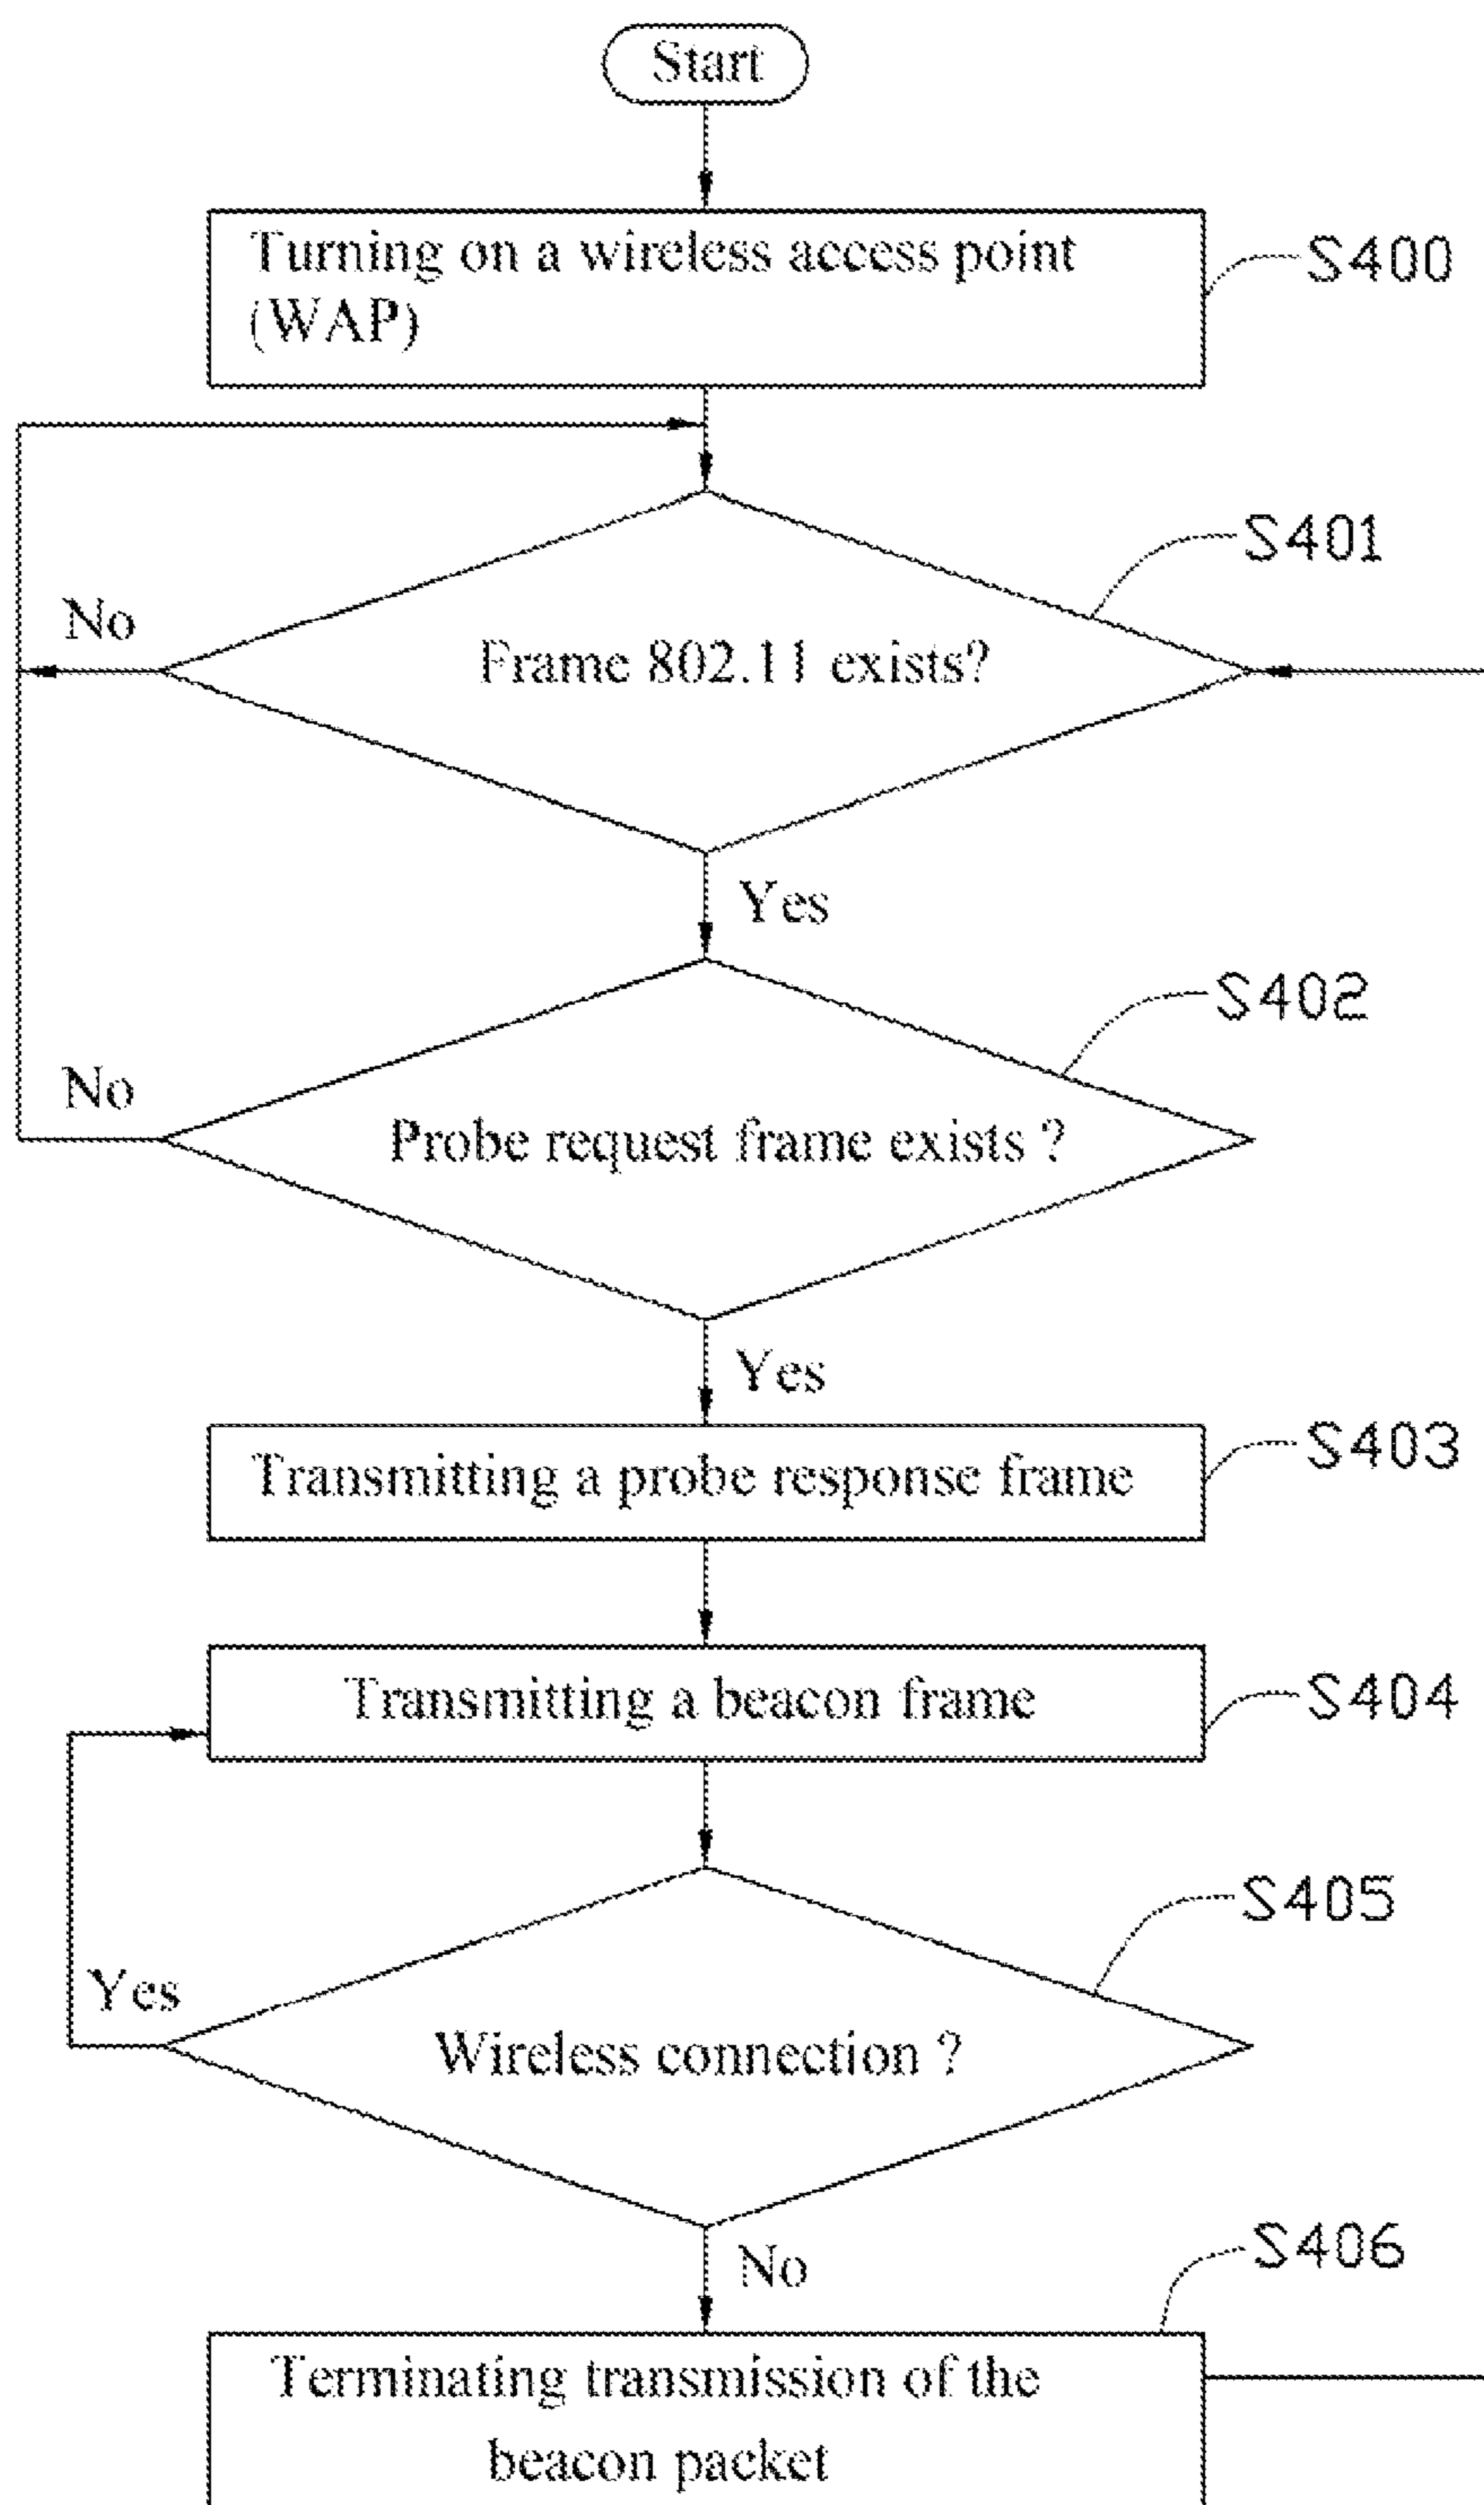 Start
Turning on a wireless access point
(WAP)
S400
S401
No
Frame 802.11 exists?
Yes
S402
No
Probe request frame exists ?
Yes
S403
Transmitting a probe response frame
Transmitting a beacon frame
S404
S405
Yes
Wireless connection ?
No
S406
Terminating transmission of the
beacon packet